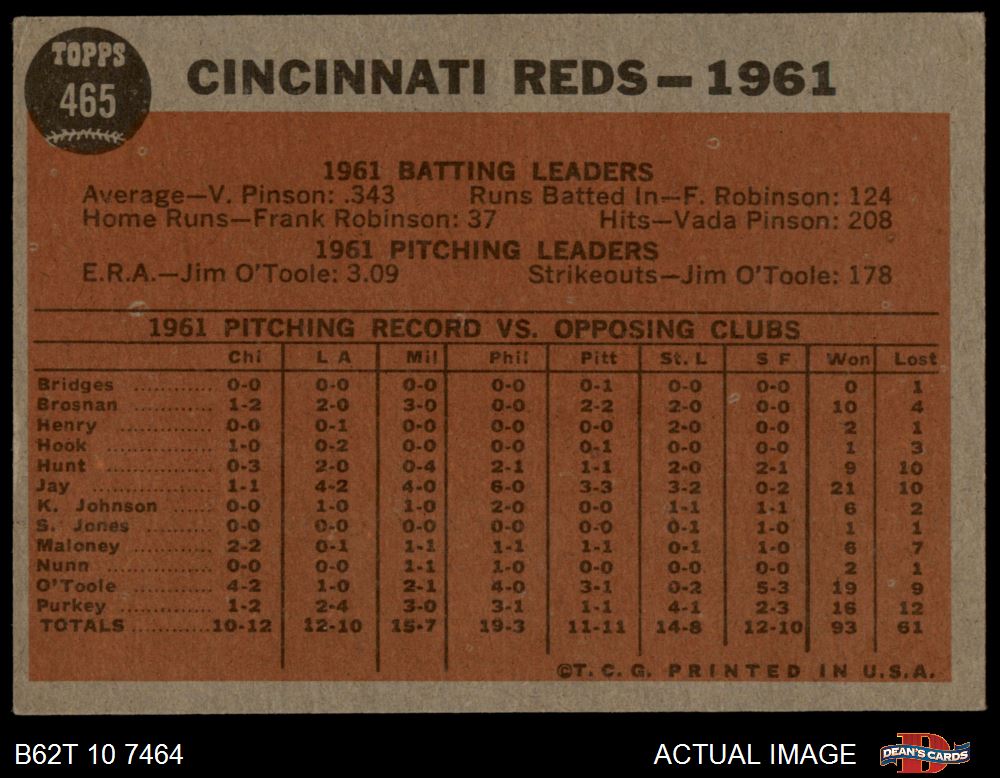 TOPPS
465
CINCINNATI REDS—1961
1961 BATTING LEADERS
Average—V. Pinson: .343 Runs Batted In—F. Robinson: 124
Home Runs—Frank Robinson: 37 Hits—Vada Pinson: 208
1961 PITCHING LEADERS
E.R.A.—Jim O'Toole: 3.09 Strikeouts—Jim O'Toole: 178
1961 PITCHING RECORD VS. OPPOSING CLUBS
Chi L A Mil Phil Pitt St. L S F Won Lost
Bridges ............ 0-0 0-0 0-0 0-0 0-1 0-0 0-0 0 1
Brosnan ............ 1-2 2-0 3-0 0-0 2-2 2-0 0-0 10 4
Henry ............ 0-0 0-1 0-0 0-0 0-0 2-0 0-0 2 1
Hook ............ 1-0 0-2 0-0 0-0 0-1 0-0 0-0 1 3
Hunt ............ 0-3 2-0 0-4 2-1 1-1 2-0 2-1 9 10
Jay ............ 1-1 4-2 4-0 6-0 3-3 3-2 0-2 21 10
K. Johnson ...... 0-0 1-0 1-0 2-0 0-0 1-1 1-1 6 2
S. Jones ........ 0-0 0-0 0-0 0-0 0-0 0-1 1-0 1 1
Maloney ............ 2-2 0-1 1-1 1-1 1-1 0-1 1-0 6 7
Nunn ............ 0-0 0-0 1-1 1-0 0-0 0-0 0-0 2 1
O'Toole ............ 4-2 1-0 2-1 4-0 3-1 0-2 5-3 19 9
Purkey ............ 1-2 2-4 3-0 3-1 1-1 4-1 2-3 16 12
TOTALS ............ 10-12 12-10 15-7 19-3 11-11 14-8 12-10 93 61
©T. C. G. PRINTED IN U.S.A.
B62T 10 7464 ACTUAL IMAGE DEAN'S CARDS